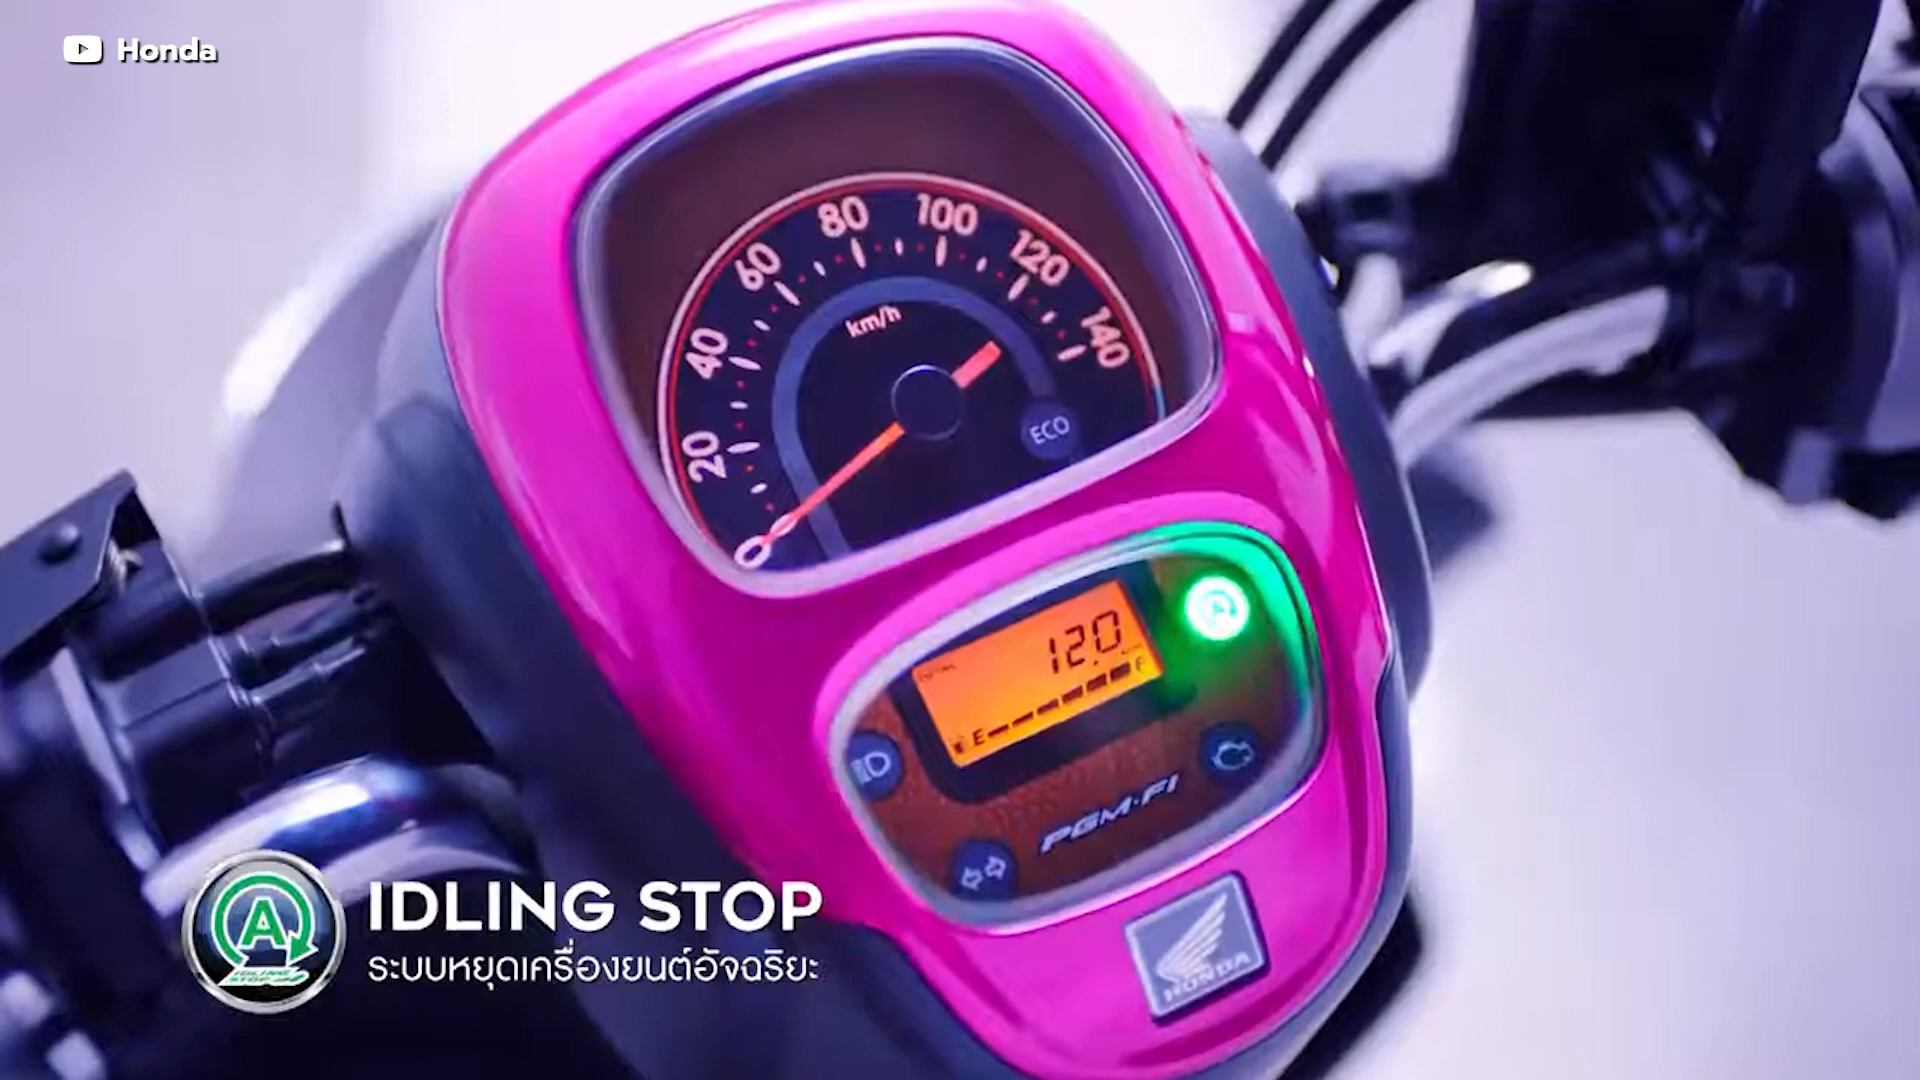 Honda
80
100
60
120
km/h
40
140
ECO
20
0
12.0
F
E
PGM-FI
A
IDLING STOP
ระบบหยุดเครื่องยนต์อัจฉริยะ
IDLING
STOP
HONDA